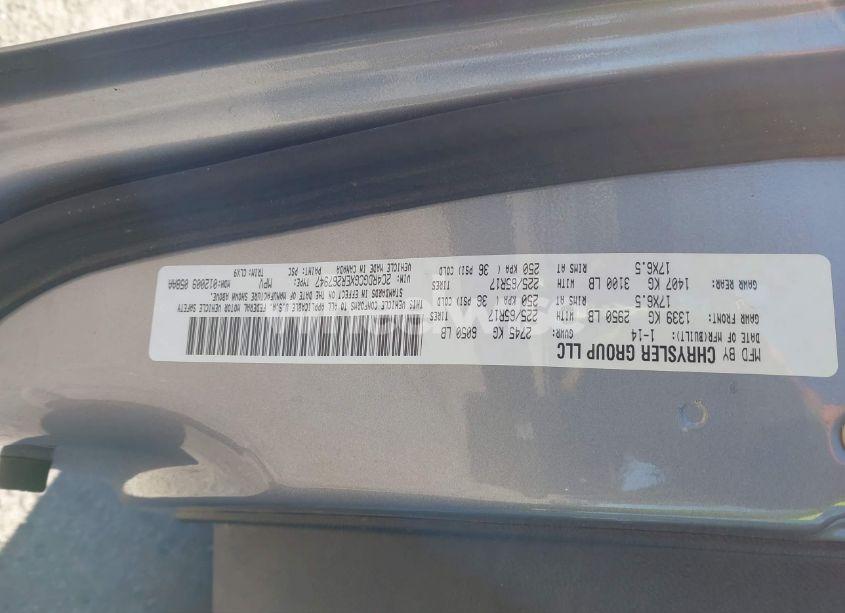 MFD BY CHRYSLER GROUP LLC
DATE OF MFR(BUILT): 1-14 GVWR: 2745 KG 6050 LB
GAWR FRONT: 1339 KG 2950 LB WITH 225/65R17 TIRES
17X6.5 RIMS AT 250 KPA ( 36 PSI) COLD
GAWR REAR: 1407 KG 3100 LB WITH 225/65R17 TIRES
17X6.5 RIMS AT 250 KPA ( 36 PSI) COLD
THIS VEHICLE CONFORMS TO ALL APPLICABLE U.S.A. FEDERAL MOTOR VEHICLE SAFETY
STANDARDS IN EFFECT ON THE DATE OF MANUFACTURE SHOWN ABOVE.
VIN: TYPE: MPV MDH: 012009 058AA
VEHICLE MADE IN CANADA PAINT: PSC TRIM: CLX9